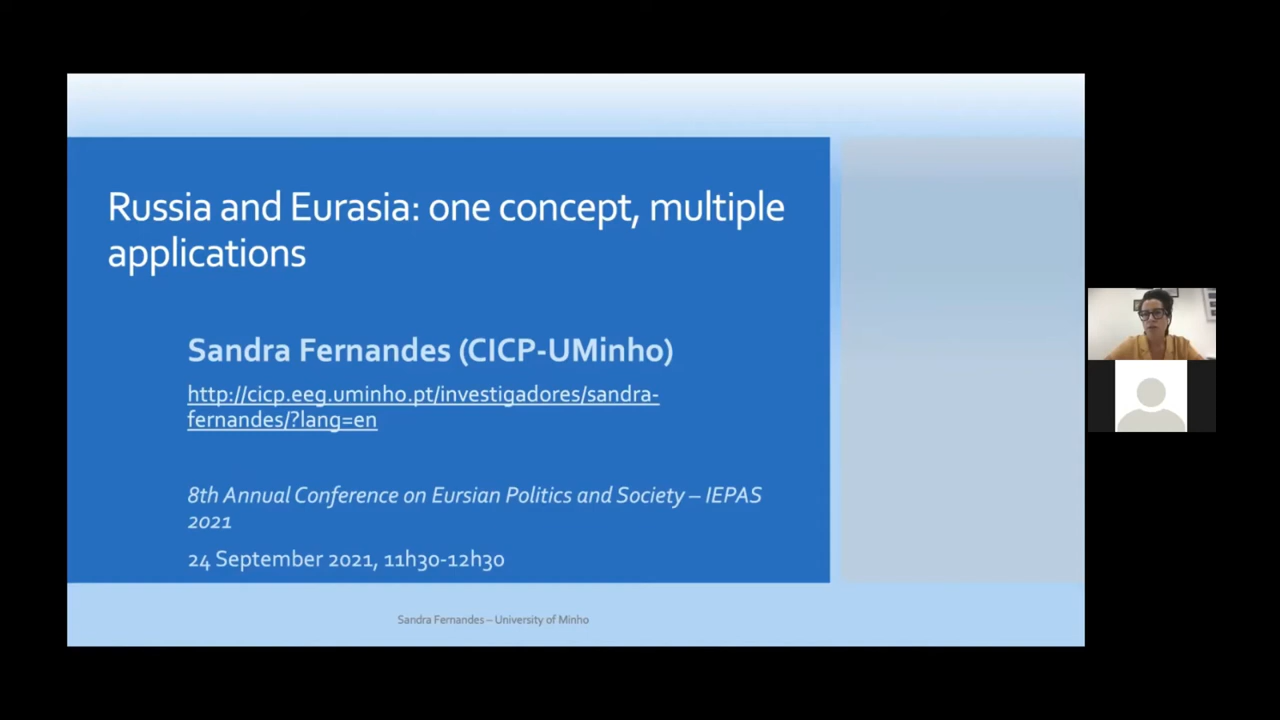 Russia and Eurasia: one concept, multiple
applications
Sandra Fernandes (CICP-UMinho)
http://cicp.eeg.uminho.pt/investigadores/sandra-
fernandes/?lang=en
8th Annual Conference on Eursian Politics and Society – IEPAS
2021
24 September 2021, 11h30-12h30
Sandra Fernandes – University of Minho